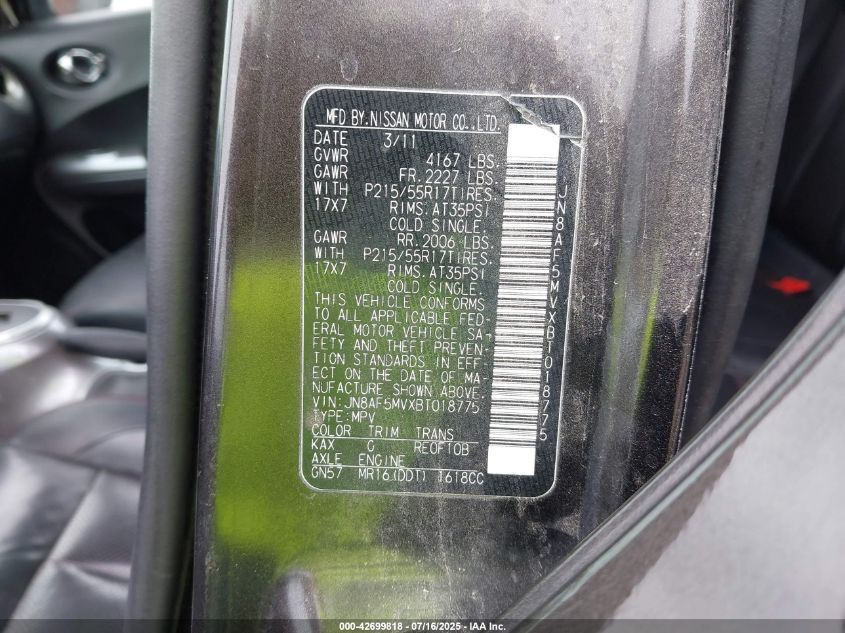 MFD BY. NISSAN MOTOR CO., LTD.
DATE 3/11
GVWR 4167 LBS.
GAWR FR. 2227 LBS.
WITH P215/55R17TIRES.
17X7 RIMS. AT35PSI
COLD SINGLE.
GAWR RR. 2006 LBS.
WITH P215/55R17TIRES.
17X7 RIMS. AT35PSI
COLD SINGLE.
THIS VEHICLE CONFORMS
TO ALL APPLICABLE FED-
ERAL MOTOR VEHICLE SA-
FETY AND THEFT PREVEN-
TION STANDARDS IN EFF-
ECT ON THE DATE OF MA-
NUFACTURE SHOWN ABOVE.
VIN: JN8AF5MVXBT018775
TYPE: MPV
COLOR TRIM TRANS
KAX G RE0F10B
AXLE ENGINE
GN57 MR16(DDT) 1618CC
JN8AF5MVXBT018775
000-42699818 - 07/16/2025 - IAA Inc.